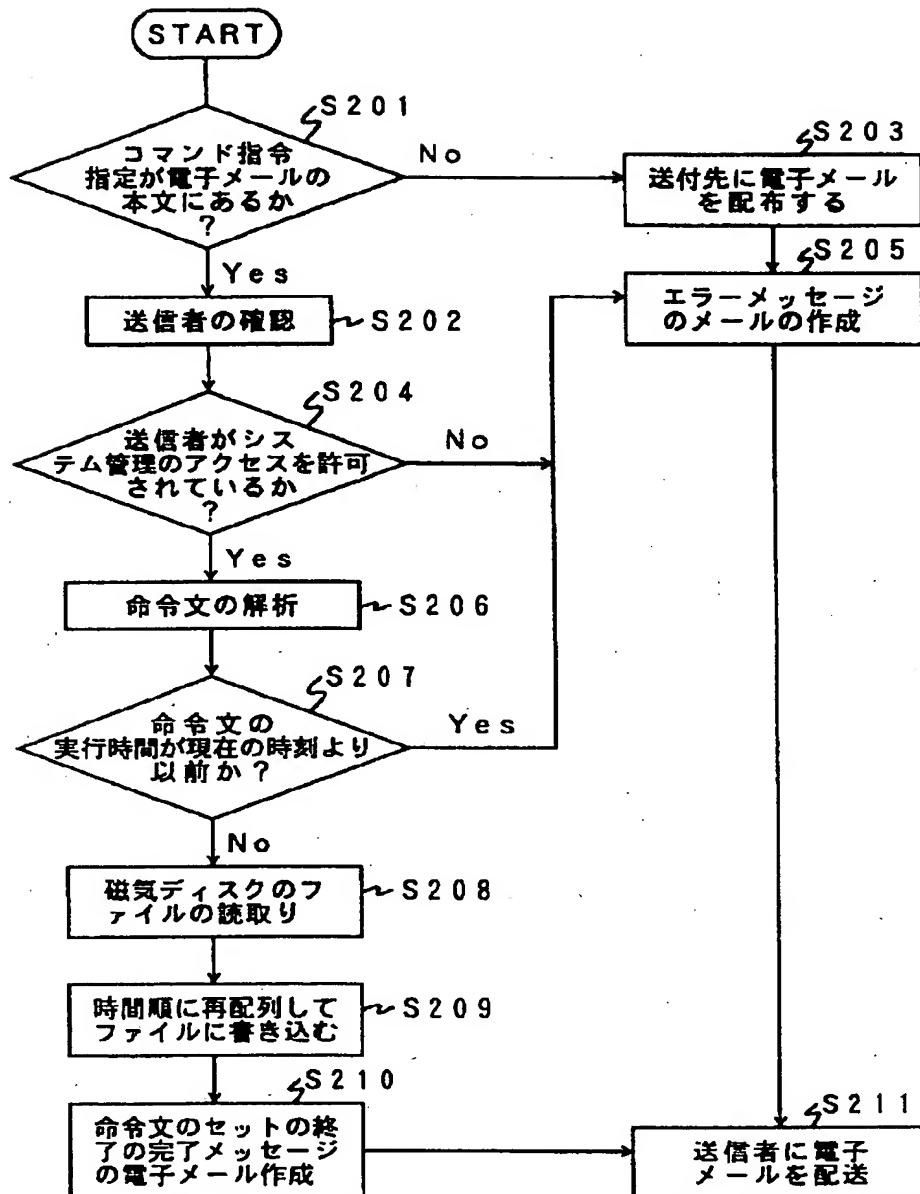 START
S201
コマンド指令
指定が電子メールの
本文にあるか
?
No
Yes
S203
送付先に電子メール
を配布する
送信者の確認
S202
S205
エラーメッセージ
のメールの作成
S204
送信者がシス
テム管理のアクセスを許可
されているか
?
No
Yes
命令文の解析
S206
S207
命令文の
実行時間が現在の時刻より
以前か?
Yes
No
磁気ディスクのフ
ァイルの読取り
S208
時間順に再配列して
ファイルに書き込む
S209
S210
命令文のセットの終
了の完了メッセージ
の電子メール作成
S211
送信者に電子
メールを配送